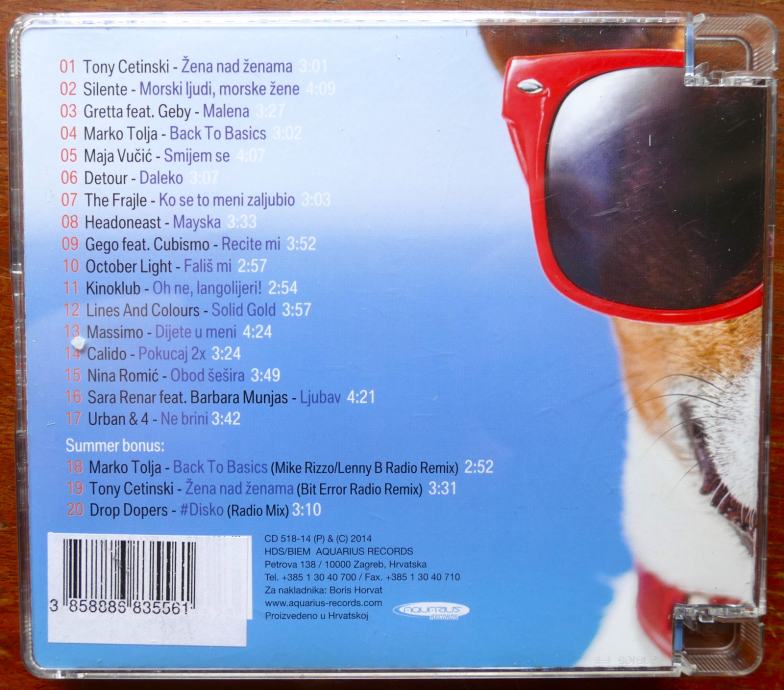 01 Tony Cetinski - Žena nad ženama 3:01
02 Silente - Morski ljudi, morske žene 4:09
03 Gretta feat. Geby - Malena 3:27
04 Marko Tolja - Back To Basics 3:02
05 Maja Vučić - Smijem se 4:07
06 Detour - Daleko 3:07
07 The Frajle - Ko se to meni zaljubio 3:03
08 Headoneast - Mayska 3:33
09 Gego feat. Cubismo - Recite mi 3:52
10 October Light - Fališ mi 2:57
11 Kinoklub - Oh ne, langolijeri! 2:54
12 Lines And Colours - Solid Gold 3:57
13 Massimo - Dijete u meni 4:24
14 Calido - Pokucaj 2x 3:24
15 Nina Romić - Obod šešira 3:49
16 Sara Renar feat. Barbara Munjas - Ljubav 4:21
17 Urban & 4 - Ne brini 3:42
Summer bonus:
18 Marko Tolja - Back To Basics (Mike Rizzo/Lenny B Radio Remix) 2:52
19 Tony Cetinski - Žena nad ženama (Bit Error Radio Remix) 3:31
20 Drop Dopers - #Disko (Radio Mix) 3:10
3 858886 835561
CD 518-14 (P) & (C) 2014
HDS/BIEM AQUARIUS RECORDS
Petrova 138 / 10000 Zagreb, Hrvatska
Tel. +385 1 30 40 700 / Fax. +385 1 30 40 710
Za nakladnika: Boris Horvat
www.aquarius-records.com
Proizvedeno u Hrvatskoj
AQUARIUS
RECORDS